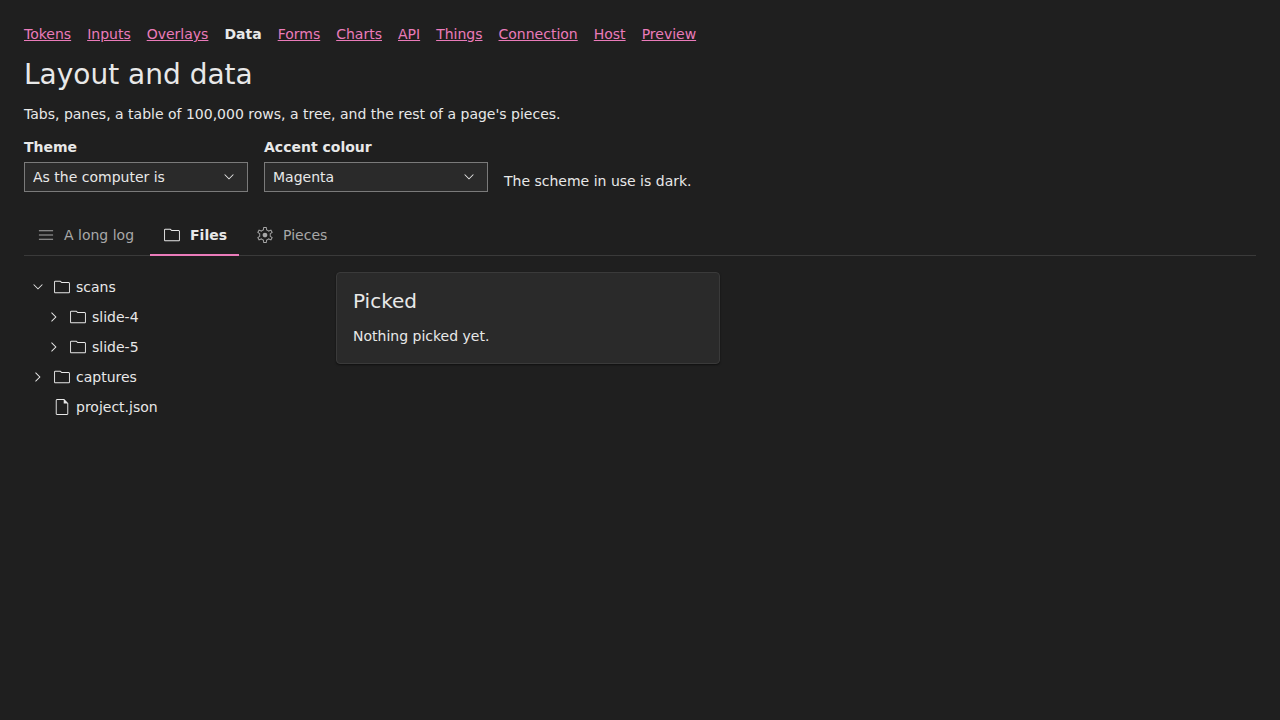 Tokens Inputs Overlays Data Forms Charts API Things Connection Host Preview
Layout and data
Tabs, panes, a table of 100,000 rows, a tree, and the rest of a page's pieces.
Theme Accent colour
As the computer is Magenta The scheme in use is dark.
A long log Files Pieces
scans
slide-4
slide-5
captures
project.json
Picked
Nothing picked yet.